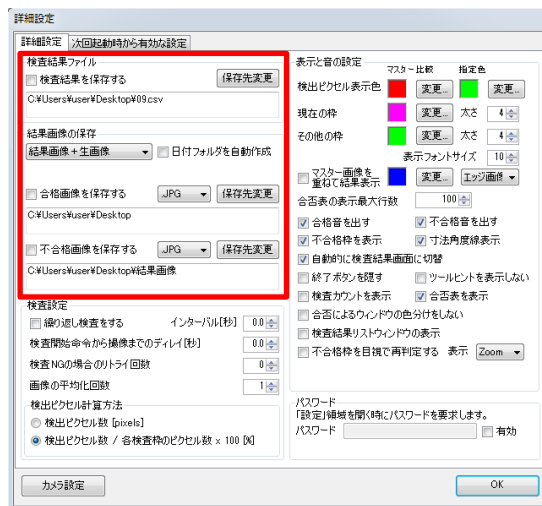 詳細設定
詳細設定 次回起動時から有効な設定
検査結果ファイル
検査結果を保存する 保存先変更
C:¥Users¥user¥Desktop¥09.csv
結果画像の保存
結果画像+生画像 日付フォルダを自動作成
合格画像を保存する .JPG 保存先変更
C:¥Users¥user¥Desktop
不合格画像を保存する .JPG 保存先変更
C:¥Users¥user¥Desktop¥結果画像
検査設定
繰り返し検査をする インターバル[秒] 0.0
検査開始命令から撮像までのディレイ[秒] 0.0
検査NGの場合のリトライ回数 0
画像の平均化回数 1
検出ピクセル計算方法
検出ピクセル数 [pixels]
検出ピクセル数 / 各検査枠のピクセル数 x 100 [%]
カメラ設定
表示と音の設定
マスター比較 指定色
検出ピクセル表示色 変更... 変更...
現在の枠 変更... 太さ 4
その他の枠 変更... 太さ 4
表示フォントサイズ 10
マスター画像を
重ねて結果表示 変更... エッジ画像
合否表の表示最大行数 100
合格音を出す 不合格音を出す
不合格枠を表示 寸法角度線表示
自動的に検査結果画面に切替
終了ボタンを隠す ツールヒントを表示しない
検査カウントを表示 合否表を表示
合否によるウィンドウの色分けをしない
検査結果リストウィンドウの表示
不合格枠を目視で再判定する 表示 Zoom
パスワード
「設定」領域を開く時にパスワードを要求します。
パスワード 有効
OK